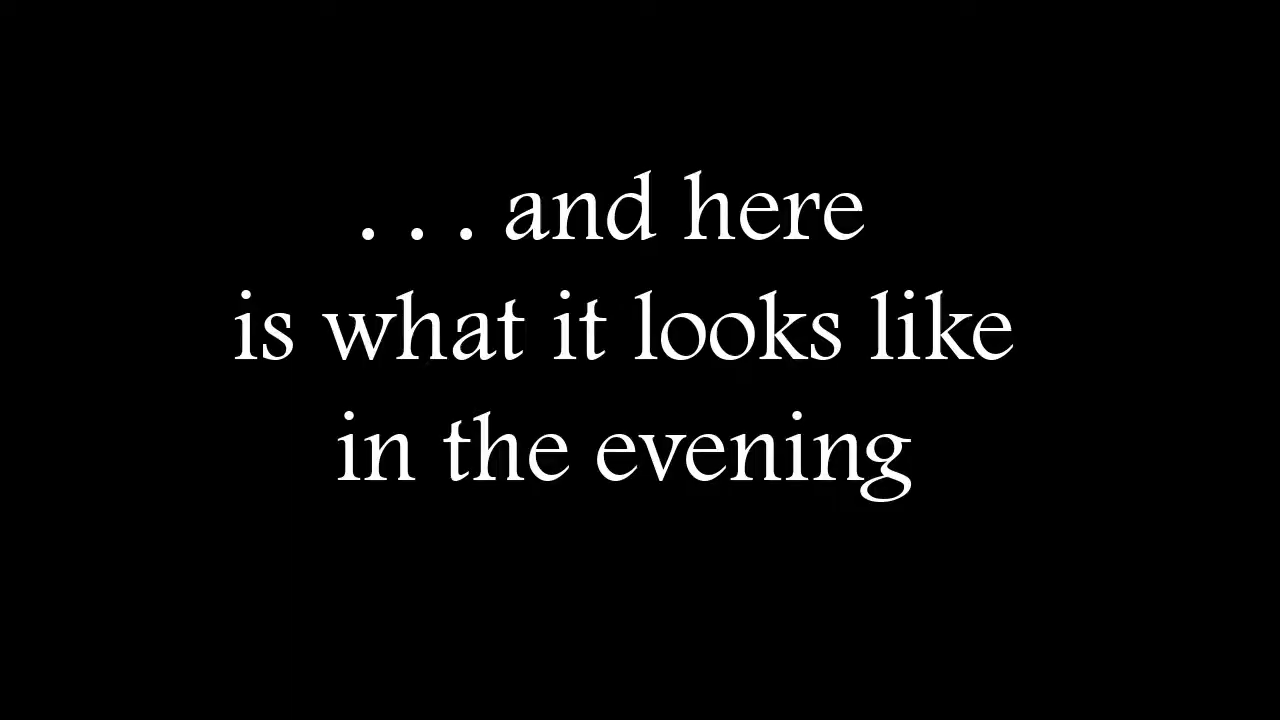 . . . and here
is what it looks like
in the evening